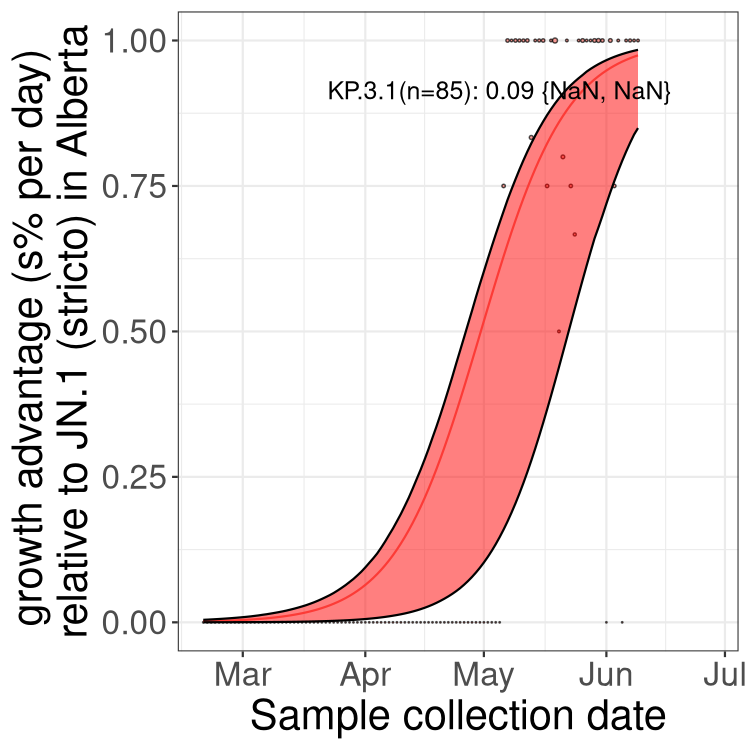 growth advantage (s% per day)
relative to JN.1 (stricto) in Alberta
1.00
0.75
0.50
0.25
0.00
KP.3.1(n=85): 0.09 {NaN, NaN}
Mar Apr May Jun Jul
Sample collection date